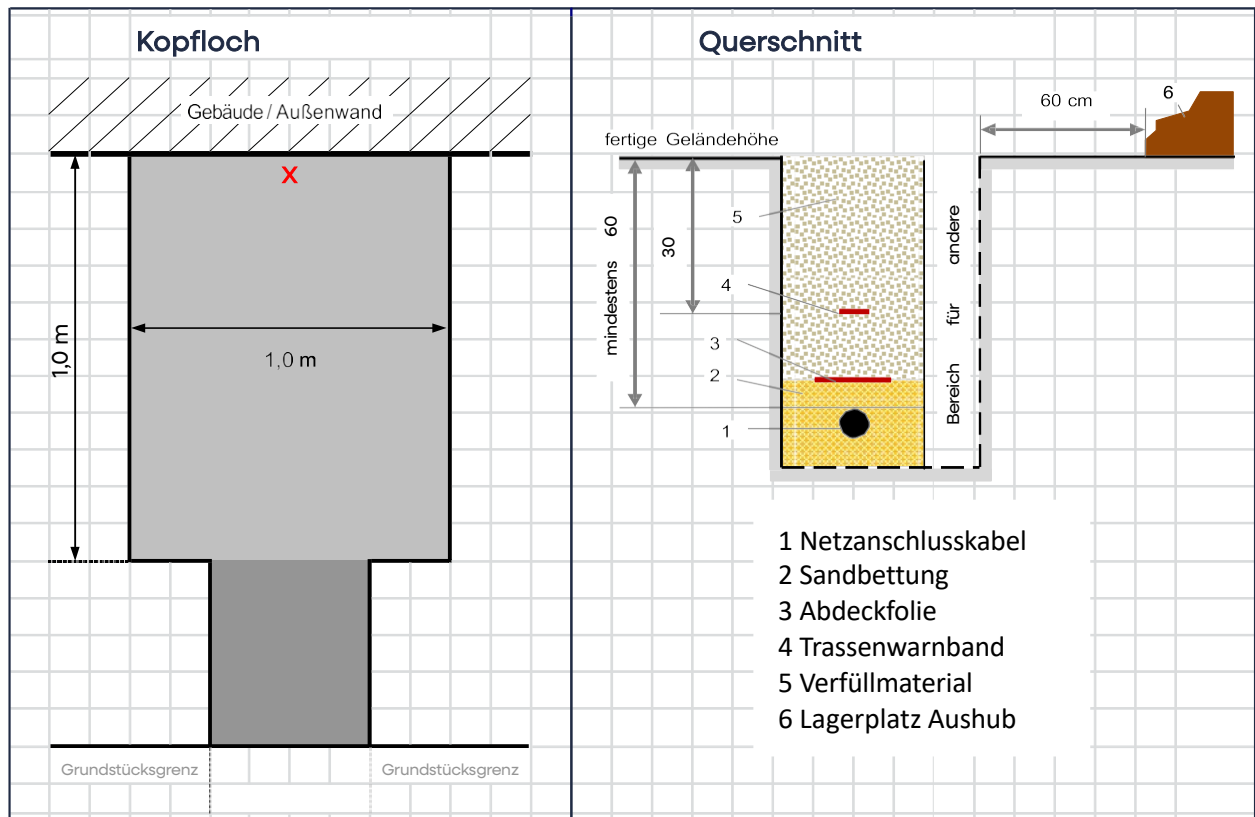 Kopfloch
Gebäude / Außenwand
X
1,0 m
1,0 m
Grundstücksgrenz
Grundstücksgrenz
Querschnitt
60 cm
6
fertige Geländehöhe
mindestens 60
30
5
4
3
2
1
Bereich für andere
1 Netzanschlusskabel
2 Sandbettung
3 Abdeckfolie
4 Trassenwarnband
5 Verfüllmaterial
6 Lagerplatz Aushub